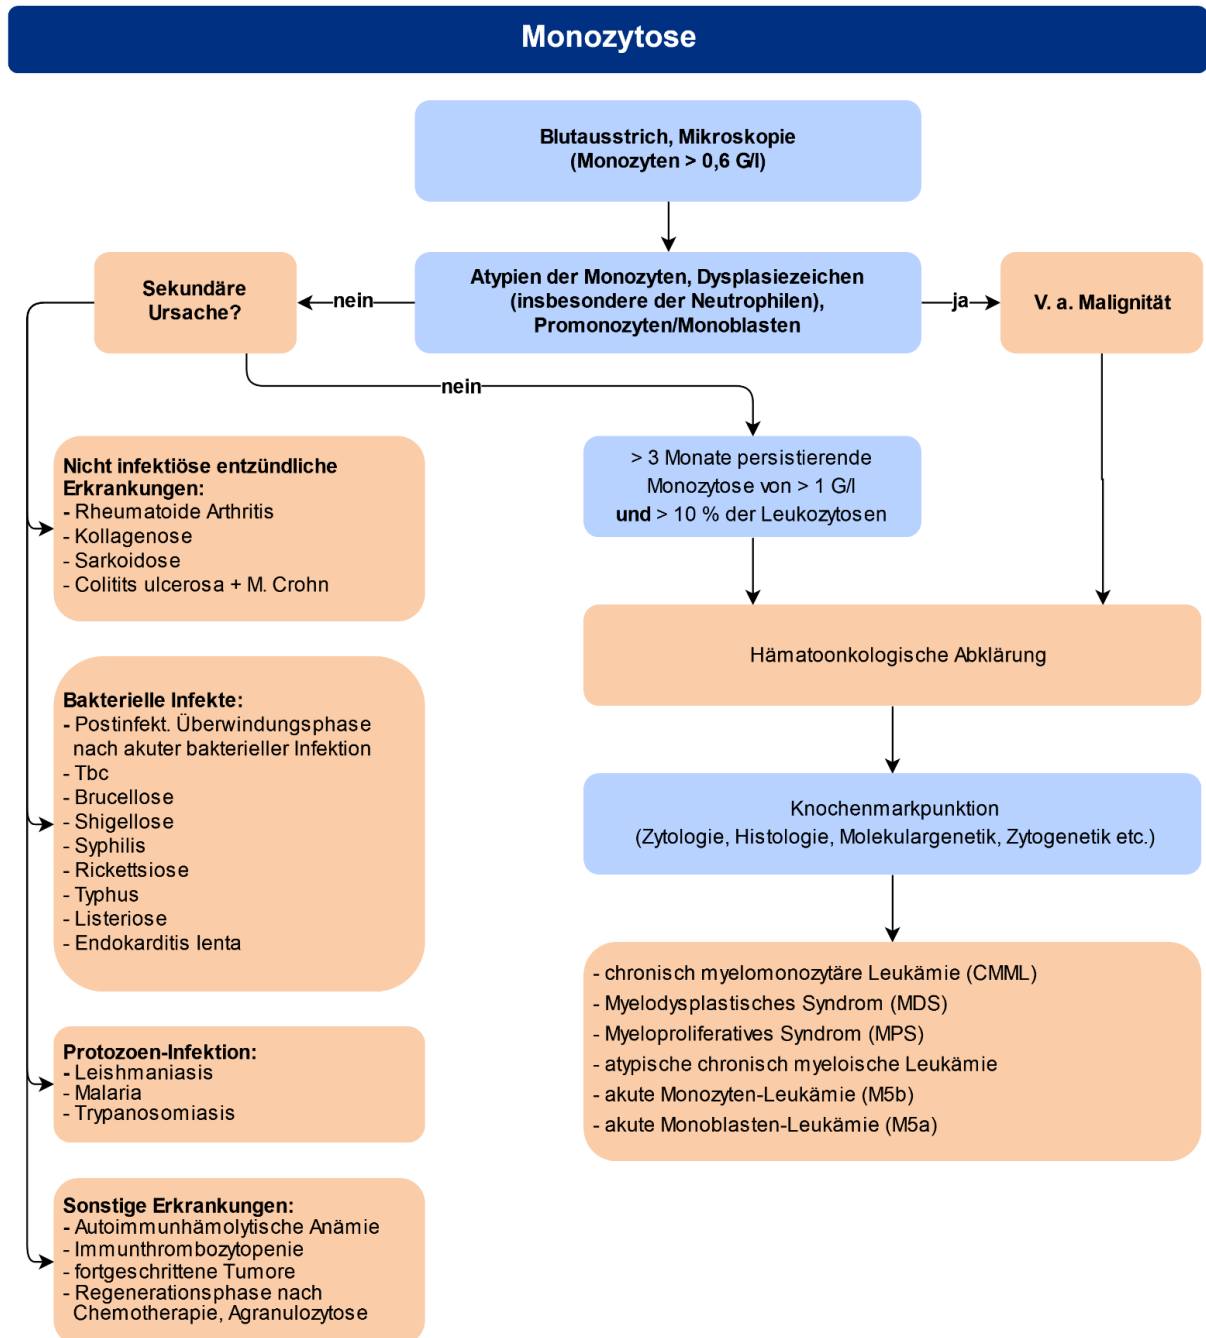 Monozytose
Blutausstrich, Mikroskopie
(Monozyten > 0,6 G/l)
Sekundäre
Ursache?
nein
Atypien der Monozyten, Dysplasiezeichen
(insbesondere der Neutrophilen),
Promonozyten/Monoblasten
ja
V. a. Malignität
nein
> 3 Monate persistierende
Monozytose von > 1 G/l
und > 10 % der Leukozytosen
Nicht infektiöse entzündliche
Erkrankungen:
- Rheumatoide Arthritis
- Kollagenose
- Sarkoidose
- Colitits ulcerosa + M. Crohn
Hämatoonkologische Abklärung
Bakterielle Infekte:
- Postinfekt. Überwindungsphase
nach akuter bakterieller Infektion
- Tbc
- Brucellose
- Shigellose
- Syphilis
- Rickettsiose
- Typhus
- Listeriose
- Endokarditis lenta
Knochenmarkpunktion
(Zytologie, Histologie, Molekulargenetik, Zytogenetik etc.)
- chronisch myelomonozytäre Leukämie (CMML)
- Myelodysplastisches Syndrom (MDS)
- Myeloproliferatives Syndrom (MPS)
- atypische chronisch myeloische Leukämie
- akute Monozyten-Leukämie (M5b)
- akute Monoblasten-Leukämie (M5a)
Protozoen-Infektion:
- Leishmaniasis
- Malaria
- Trypanosomiasis
Sonstige Erkrankungen:
- Autoimmunhämolytische Anämie
- Immunthrombozytopenie
- fortgeschrittene Tumore
- Regenerationsphase nach
Chemotherapie, Agranulozytose